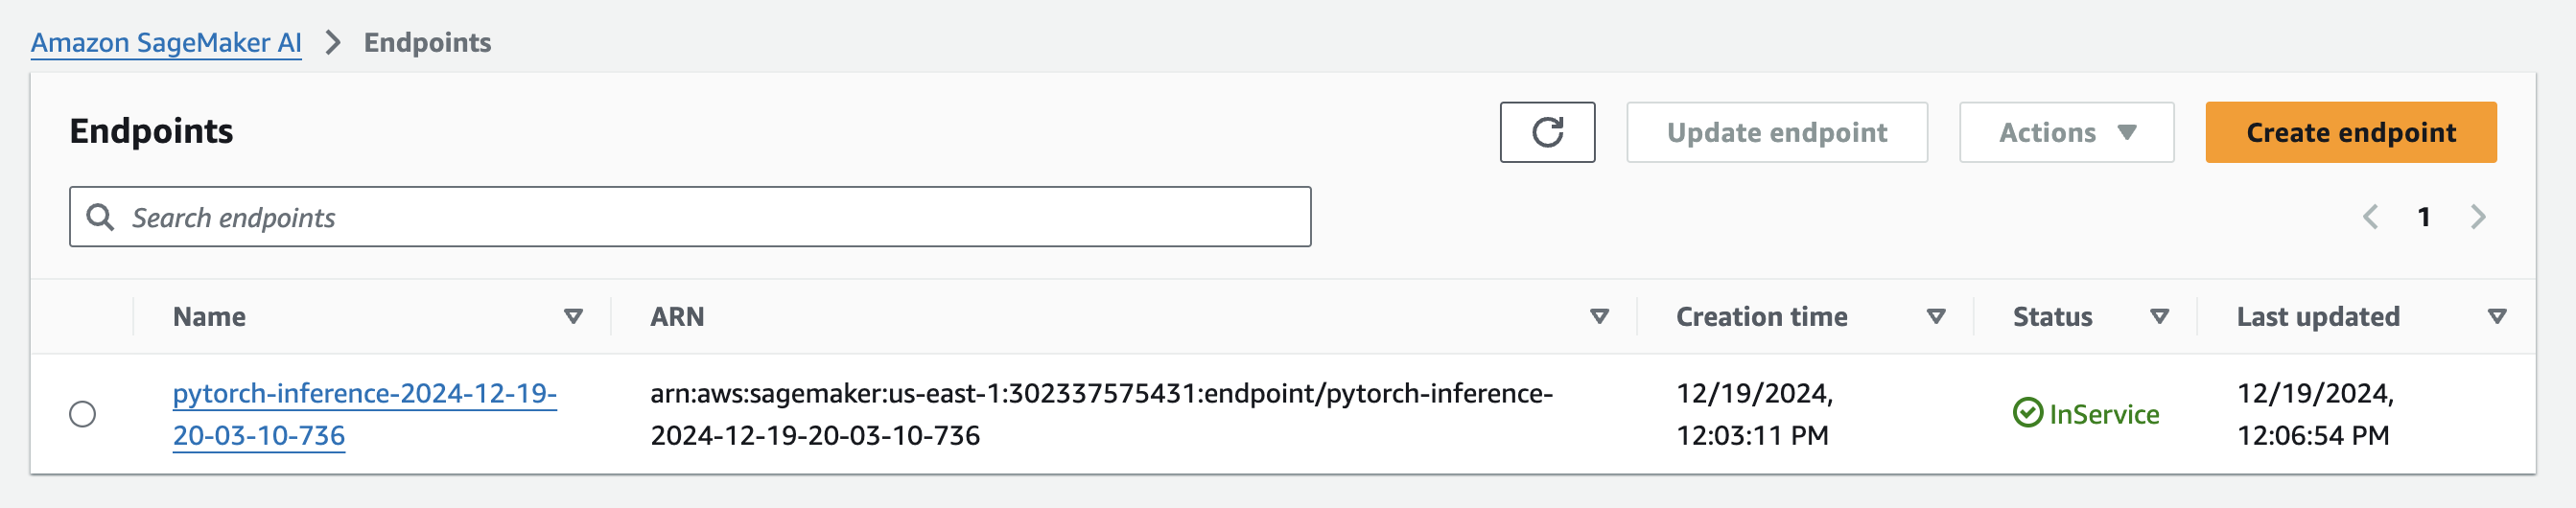 Amazon SageMaker AI > Endpoints
Endpoints
Update endpoint
Actions
Create endpoint
Search endpoints
1
Name
ARN
Creation time
Status
Last updated
pytorch-inference-2024-12-19-
20-03-10-736
arn:aws:sagemaker:us-east-1:302337575431:endpoint/pytorch-inference-
2024-12-19-20-03-10-736
12/19/2024,
12:03:11 PM
InService
12/19/2024,
12:06:54 PM